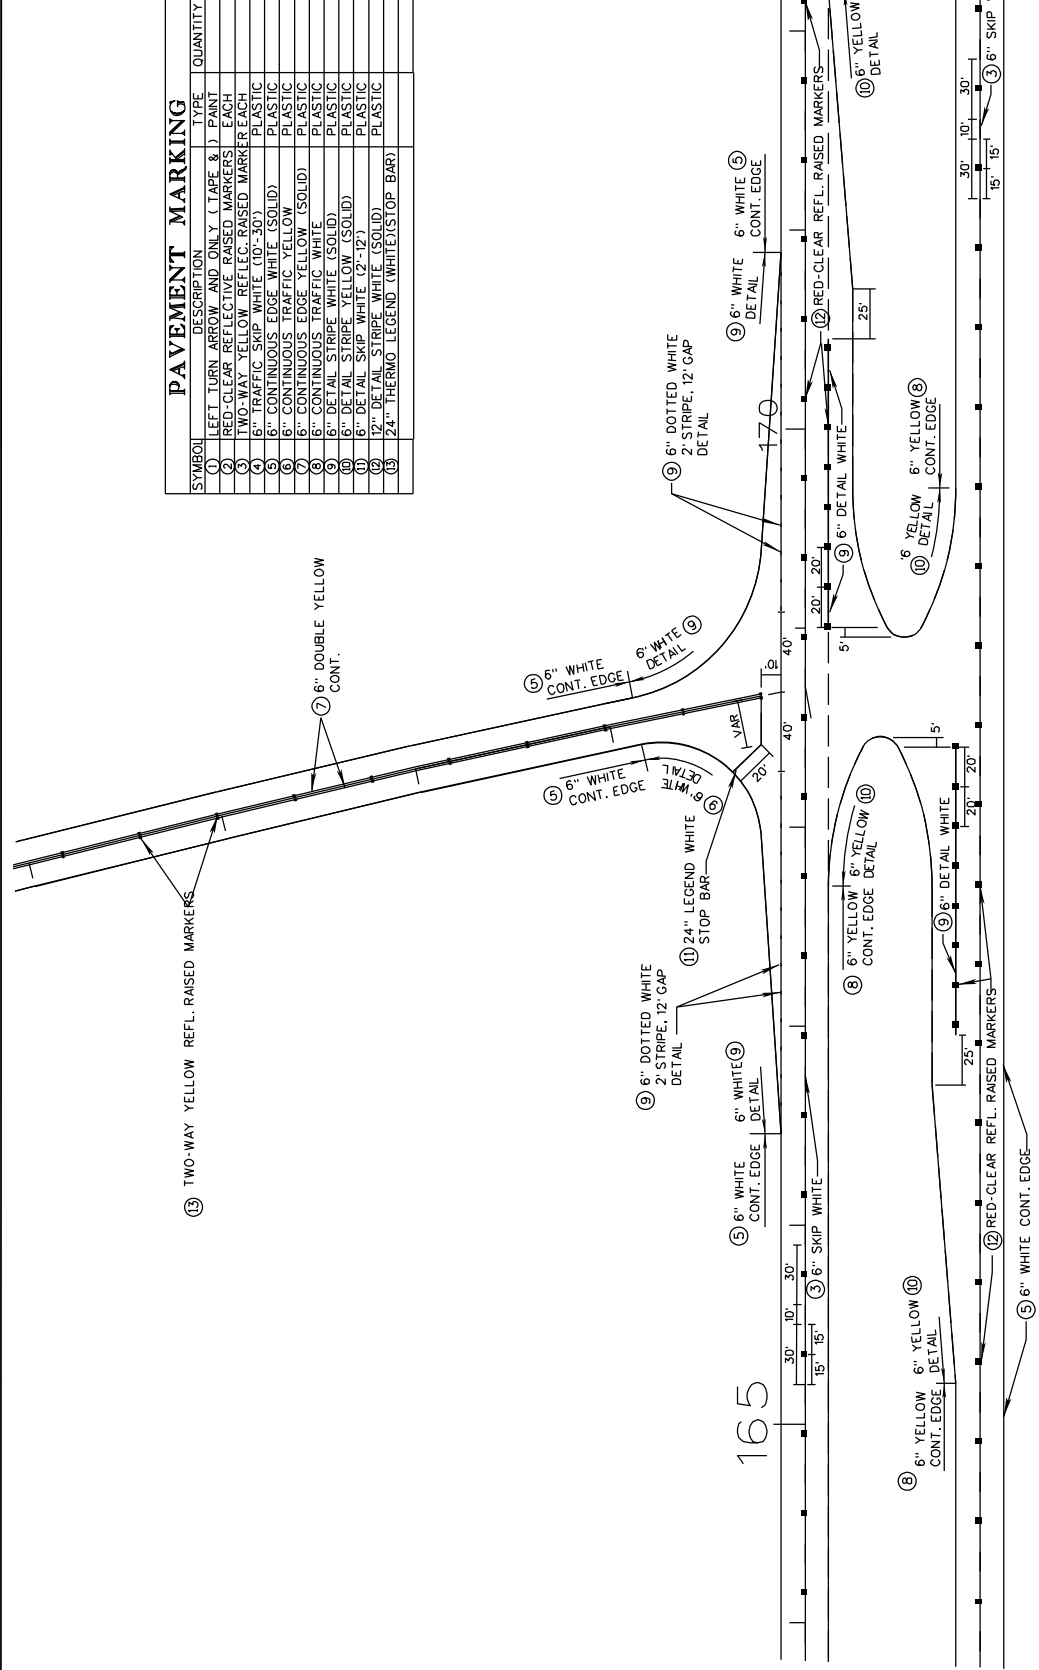 PAVEMENT MARKING
SYMBOL DESCRIPTION TYPE QUANTITY
1 LEFT TURN ARROW AND ONLY ( TAPE & ) PAINT
2 RED-CLEAR REFLECTIVE RAISED MARKERS EACH
3 TWO-WAY YELLOW REFLEC. RAISED MARKER EACH
4 6" TRAFFIC SKIP WHITE (10'-30') PLASTIC
5 6" CONTINUOUS EDGE WHITE (SOLID) PLASTIC
6 6" CONTINUOUS TRAFFIC YELLOW PLASTIC
7 6" CONTINUOUS EDGE YELLOW (SOLID) PLASTIC
8 6" CONTINUOUS TRAFFIC WHITE PLASTIC
9 6" DETAIL STRIPE WHITE (SOLID) PLASTIC
10 6" DETAIL STRIPE YELLOW (SOLID) PLASTIC
11 6" DETAIL SKIP WHITE (2'-12') PLASTIC
12 12" DETAIL STRIPE WHITE (SOLID) PLASTIC
13 24" THERMO LEGEND (WHITE)(STOP BAR)
13 TWO-WAY YELLOW REFL. RAISED MARKERS
7 6" DOUBLE YELLOW
CONT.
5 6" WHITE
CONT. EDGE
6' WHITE 9
DETAIL
5 6" WHITE
CONT. EDGE
9 6' WHITE
DETAIL
VAR
20'
10'
40'
40'
9 6" DOTTED WHITE
2' STRIPE, 12' GAP
DETAIL
11 24" LEGEND WHITE
STOP BAR
9 6" DOTTED WHITE
2' STRIPE, 12' GAP
DETAIL
5 6" WHITE
CONT. EDGE
6" WHITE 9
DETAIL
9 6" WHITE
DETAIL
6" WHITE 5
CONT. EDGE
165
170
30'
10'
30'
15'
15'
3 6" SKIP WHITE
12 RED-CLEAR REFL. RAISED MARKERS
9 6" DETAIL WHITE
20'
20'
5'
25'
10 6" YELLOW
DETAIL
8 6" YELLOW
CONT. EDGE
6" YELLOW 10
DETAIL
10 '6 YELLOW
DETAIL
6" YELLOW 8
CONT. EDGE
5'
20'
20'
9 6" DETAIL WHITE
25'
8 6" YELLOW
CONT. EDGE
6" YELLOW 10
DETAIL
12 RED-CLEAR REFL. RAISED MARKERS
5 6" WHITE CONT. EDGE
30'
10'
30'
15'
15'
3 6" SKIP